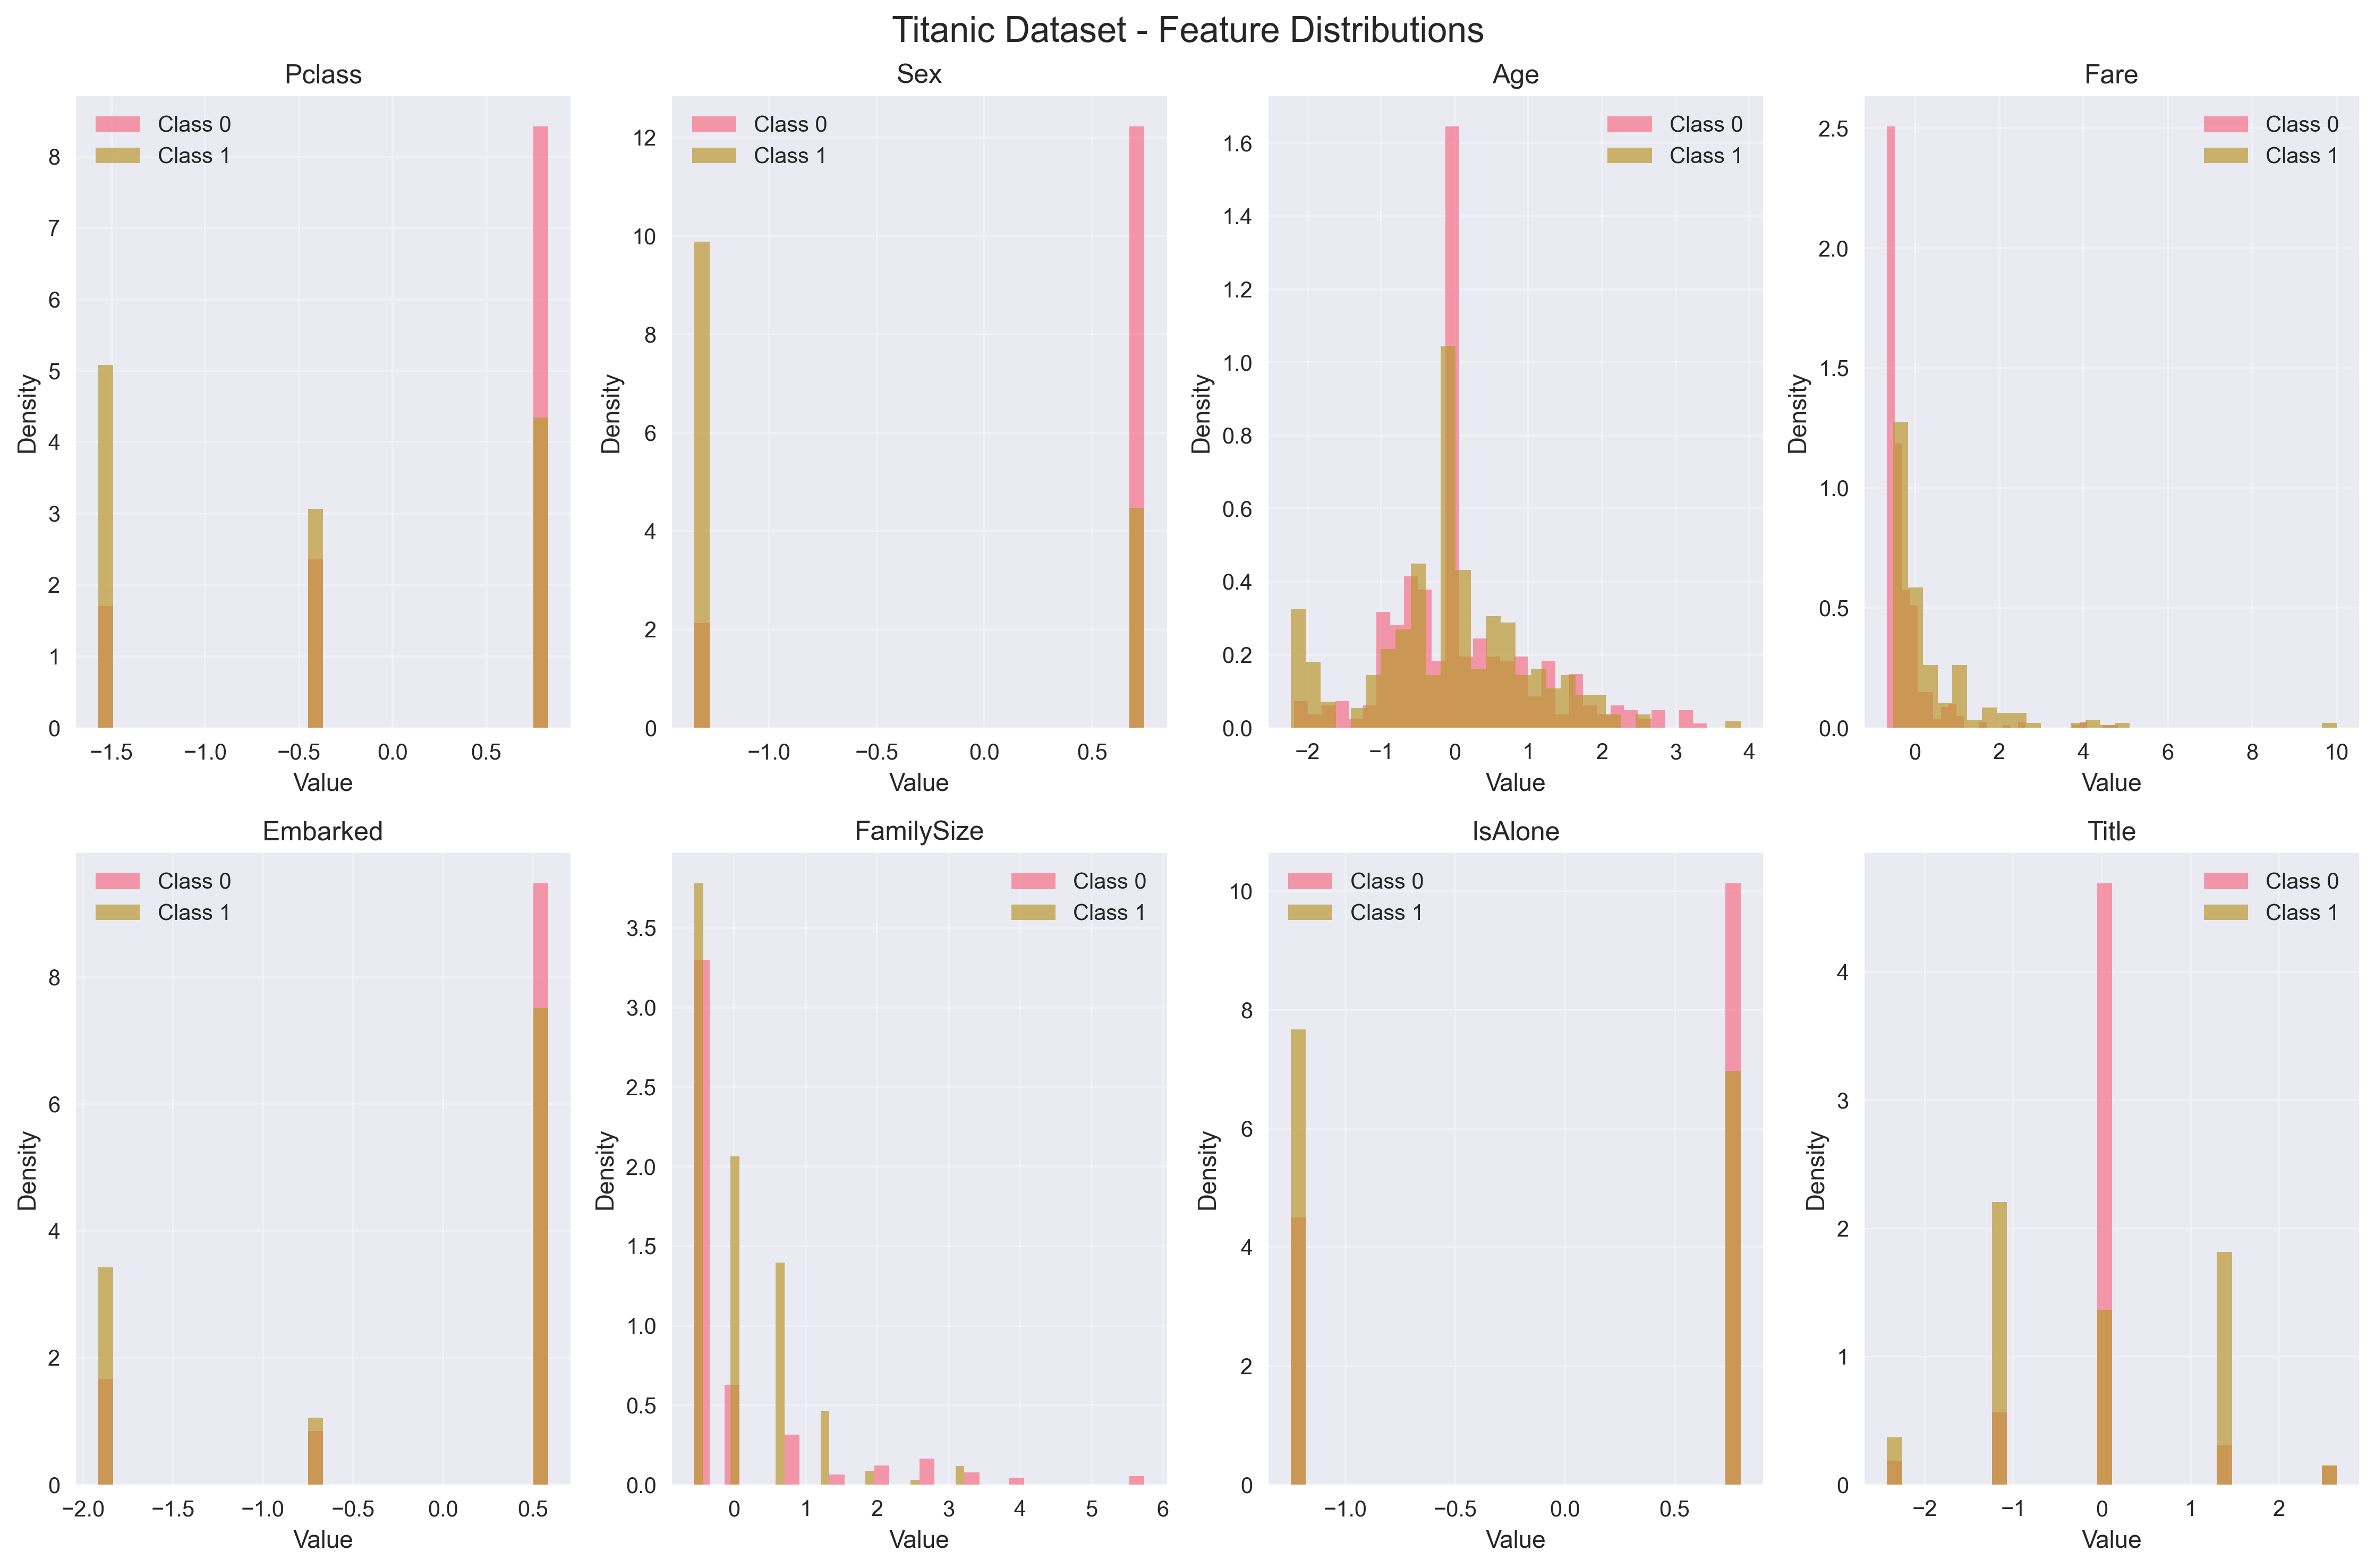 Titanic Dataset - Feature Distributions
Pclass
Class 0
Class 1
Density
8
7
6
5
4
3
2
1
0
−1.5 −1.0 −0.5 0.0 0.5
Value
Sex
Class 0
Class 1
Density
12
10
8
6
4
2
0
−1.0 −0.5 0.0 0.5
Value
Age
Class 0
Class 1
Density
1.6
1.4
1.2
1.0
0.8
0.6
0.4
0.2
0.0
−2 −1 0 1 2 3 4
Value
Fare
Class 0
Class 1
Density
2.5
2.0
1.5
1.0
0.5
0.0
0 2 4 6 8 10
Value
Embarked
Class 0
Class 1
Density
8
6
4
2
0
−2.0 −1.5 −1.0 −0.5 0.0 0.5
Value
FamilySize
Class 0
Class 1
Density
3.5
3.0
2.5
2.0
1.5
1.0
0.5
0.0
0 1 2 3 4 5 6
Value
IsAlone
Class 0
Class 1
Density
10
8
6
4
2
0
−1.0 −0.5 0.0 0.5
Value
Title
Class 0
Class 1
Density
4
3
2
1
0
−2 −1 0 1 2
Value